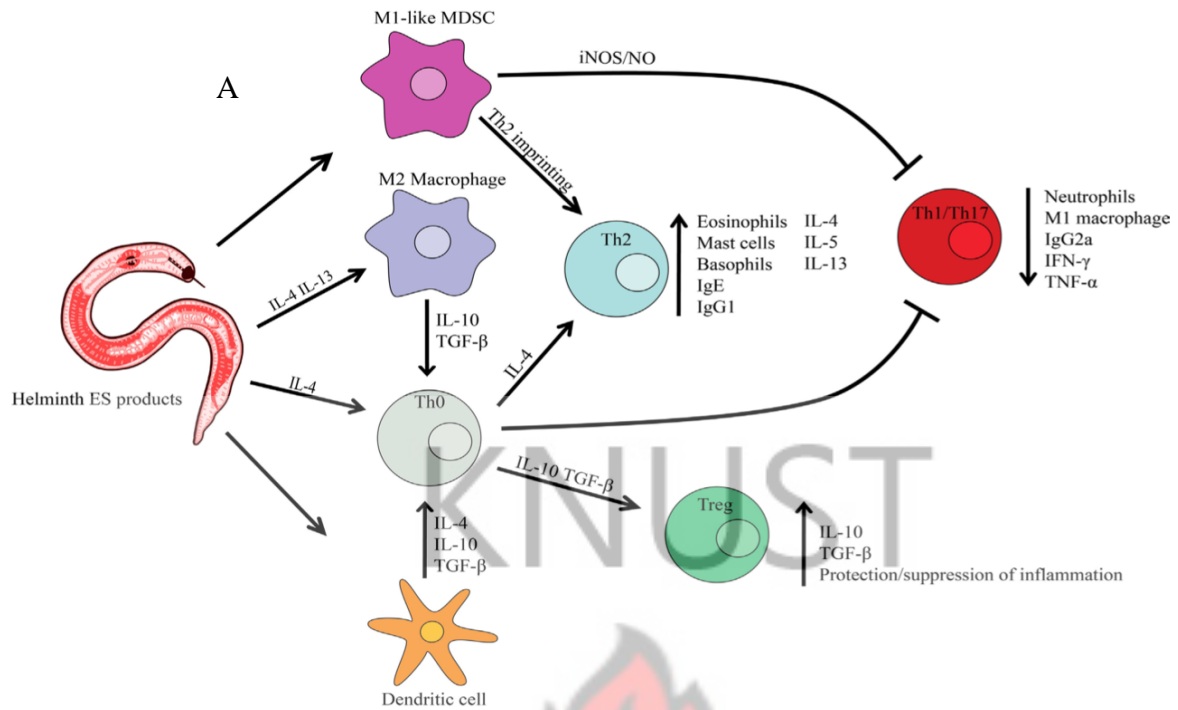 M1-like MDSC
A
iNOS/NO
Th2 imprinting
M2 Macrophage
Th2
Eosinophils IL-4
Mast cells IL-5
Basophils IL-13
IgE
IgG1
Th1/Th17
Neutrophils
M1 macrophage
IgG2a
IFN-γ
TNF-α
IL-4 IL-13
IL-10
TGF-β
IL-4
Helminth ES products
IL-4
Th0
KNUST
IL-10 TGF-β
Treg
IL-10
TGF-β
Protection/suppression of inflammation
IL-4
IL-10
TGF-β
Dendritic cell